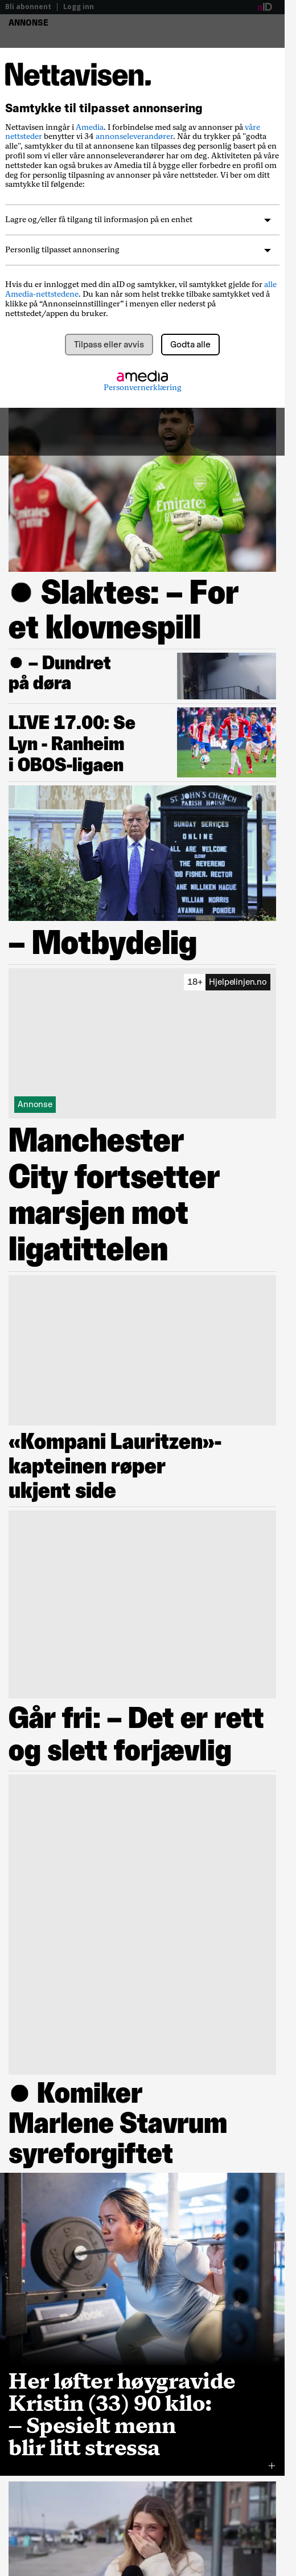 Bli abonnent
Logg inn
nID
ANNONSE
Nettavisen.
Samtykke til tilpasset annonsering
Nettavisen inngår i Amedia. I forbindelse med salg av annonser på våre
nettsteder benytter vi 34 annonseleverandører. Når du trykker på "godta
alle", samtykker du til at annonsene kan tilpasses deg personlig basert på en
profil som vi eller våre annonseleverandører har om deg. Aktiviteten på våre
nettsteder kan også brukes av Amedia til å bygge eller forbedre en profil om
deg for personlig tilpasning av annonser på våre nettsteder. Vi ber om ditt
samtykke til følgende:
Lagre og/eller få tilgang til informasjon på en enhet
Personlig tilpasset annonsering
Hvis du er innlogget med din aID og samtykker, vil samtykket gjelde for alle
Amedia-nettstedene. Du kan når som helst trekke tilbake samtykket ved å
klikke på “Annonseinnstillinger” i menyen eller nederst på
nettstedet/appen du bruker.
Tilpass eller avvis
Godta alle
amedia
Personvernerklæring
● Slaktes: – For
et klovnespill
● – Dundret
på døra
LIVE 17.00: Se
Lyn - Ranheim
i OBOS-ligaen
ST. JOHN'S CHURCH
PARISH HOUSE
SUNDAY SERVICES
ONLINE
ALL ARE WELCOME
THE REVEREND
ROB FISHER, RECTOR
ANE MILLIKEN HAGUE
WILLIAM MORRIS
SAVANNAH PONDER
– Motbydelig
18+
Hjelpelinjen.no
Annonse
Manchester
City fortsetter
marsjen mot
ligatittelen
«Kompani Lauritzen»-
kapteinen røper
ukjent side
Går fri: – Det er rett
og slett forjævlig
● Komiker
Marlene Stavrum
syreforgiftet
Her løfter høygravide
Kristin (33) 90 kilo:
– Spesielt menn
blir litt stressa
+